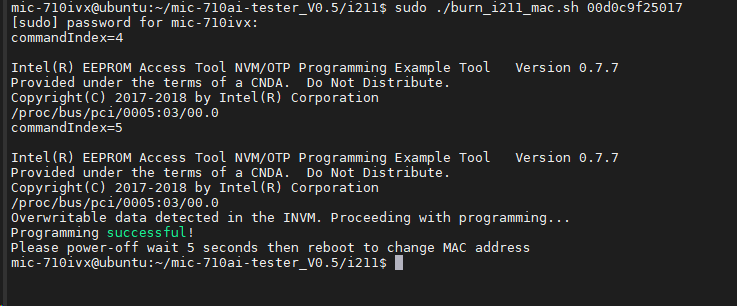 mic-710ivx@ubuntu:~/mic-710ai-tester_V0.5/i211$ sudo ./burn_i211_mac.sh 00d0c9f25017
[sudo] password for mic-710ivx:
commandIndex=4
Intel(R) EEPROM Access Tool NVM/OTP Programming Example Tool   Version 0.7.7
Provided under the terms of a CNDA.  Do Not Distribute.
Copyright(C) 2017-2018 by Intel(R) Corporation
/proc/bus/pci/0005:03/00.0
commandIndex=5
Intel(R) EEPROM Access Tool NVM/OTP Programming Example Tool   Version 0.7.7
Provided under the terms of a CNDA.  Do Not Distribute.
Copyright(C) 2017-2018 by Intel(R) Corporation
/proc/bus/pci/0005:03/00.0
Overwritable data detected in the INVM. Proceeding with programming...
Programming successful!
Please power-off wait 5 seconds then reboot to change MAC address
mic-710ivx@ubuntu:~/mic-710ai-tester_V0.5/i211$